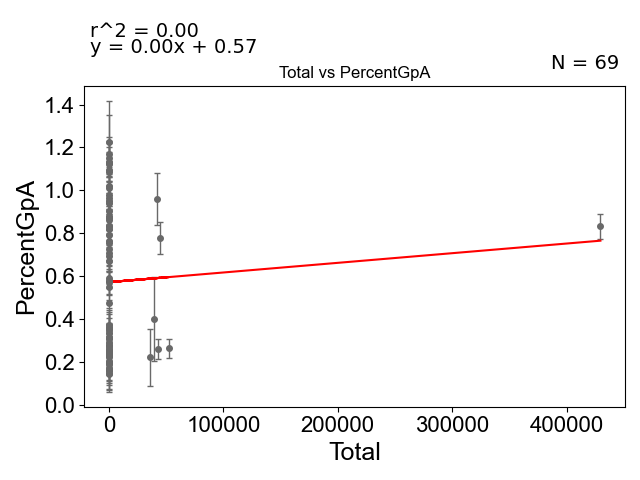 r^2 = 0.00
y = 0.00x + 0.57
N = 69
Total vs PercentGpA
PercentGpA
1.4
1.2
1.0
0.8
0.6
0.4
0.2
0.0
0 100000 200000 300000 400000
Total